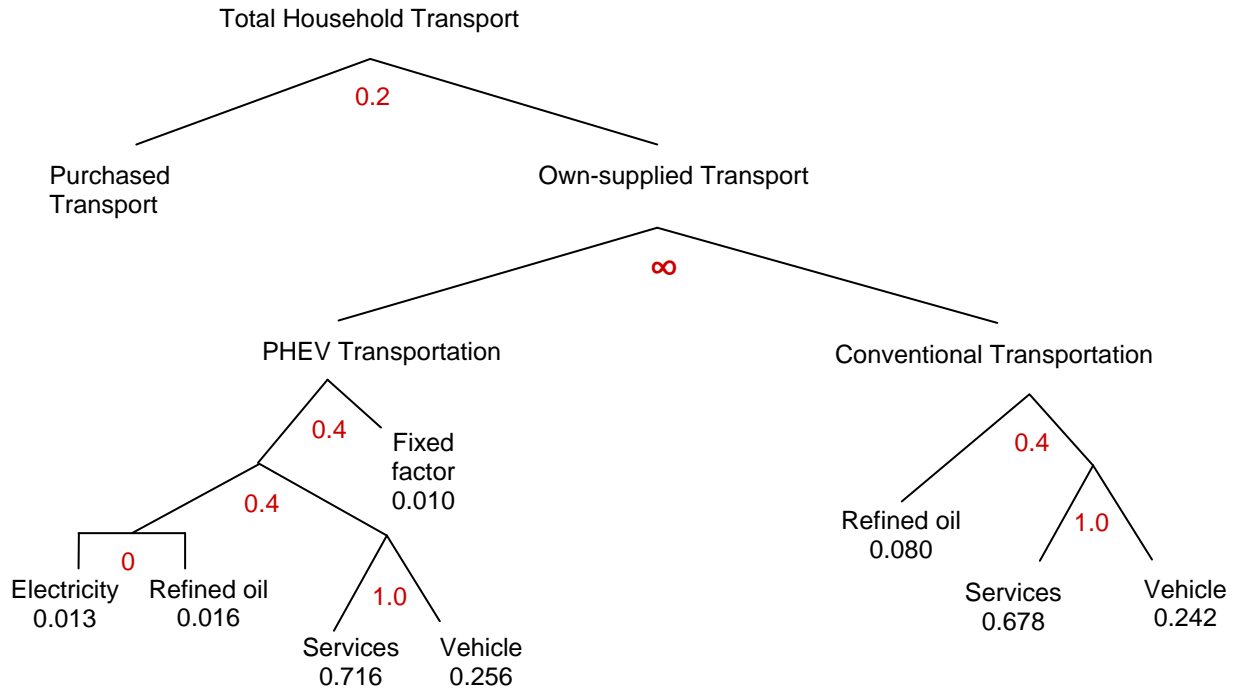 Total Household Transport
0.2
Purchased
Transport
Own-supplied Transport
∞
PHEV Transportation
Conventional Transportation
0.4
Fixed
factor
0.010
0.4
0.4
Refined oil
0.080
1.0
Electricity
0.013
0
Refined oil
0.016
1.0
Services
0.716
Vehicle
0.256
Services
0.678
Vehicle
0.242